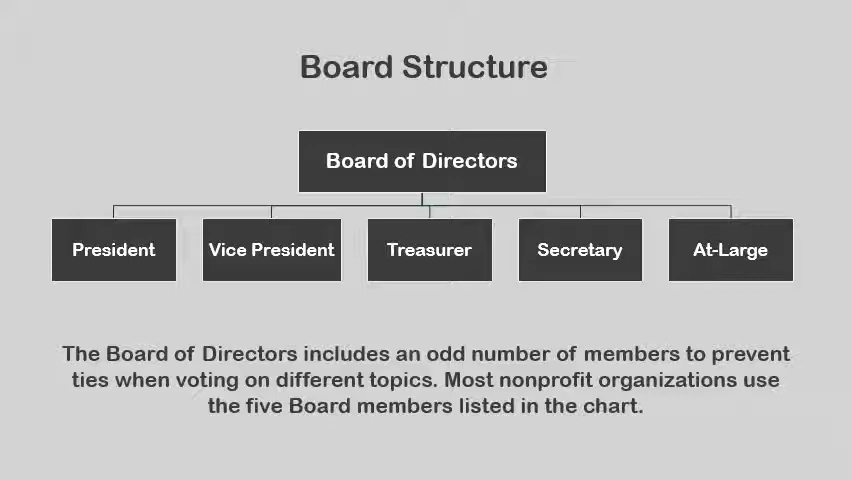 Board Structure
Board of Directors
President
Vice President
Treasurer
Secretary
At-Large
The Board of Directors includes an odd number of members to prevent
ties when voting on different topics. Most nonprofit organizations use
the five Board members listed in the chart.